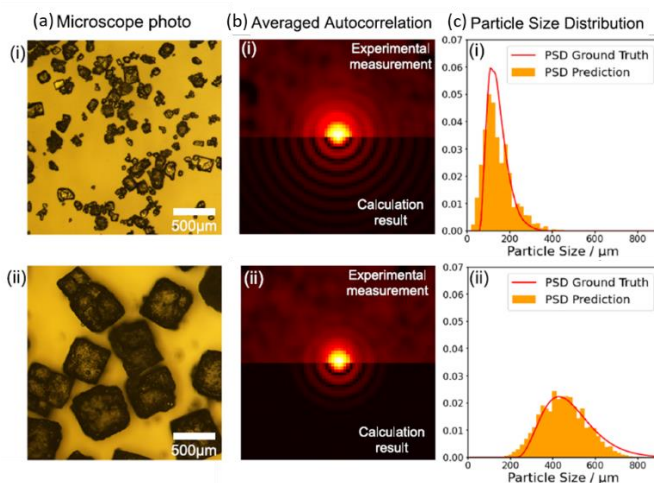 (a) Microscope photo
(b) Averaged Autocorrelation
(c) Particle Size Distribution
(i)
500μm
(i)
Experimental
measurement
Calculation
result
(i)
PSD Ground Truth
PSD Prediction
0.07
0.06
0.05
0.04
0.03
0.02
0.01
0.00
0 200 400 600 800
Particle Size / μm
(ii)
500μm
(ii)
Experimental
measurement
Calculation
result
(ii)
PSD Ground Truth
PSD Prediction
0.07
0.06
0.05
0.04
0.03
0.02
0.01
0.00
0 200 400 600 800
Particle Size / μm